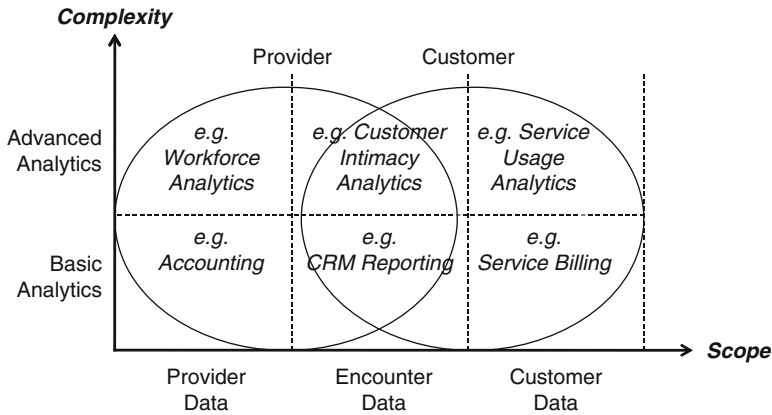 Complexity
Provider
Customer
Advanced
Analytics
e.g.
Workforce
Analytics
e.g. Customer
Intimacy
Analytics
e.g. Service
Usage
Analytics
Basic
Analytics
e.g.
Accounting
e.g.
CRM Reporting
e.g.
Service Billing
Scope
Provider
Data
Encounter
Data
Customer
Data